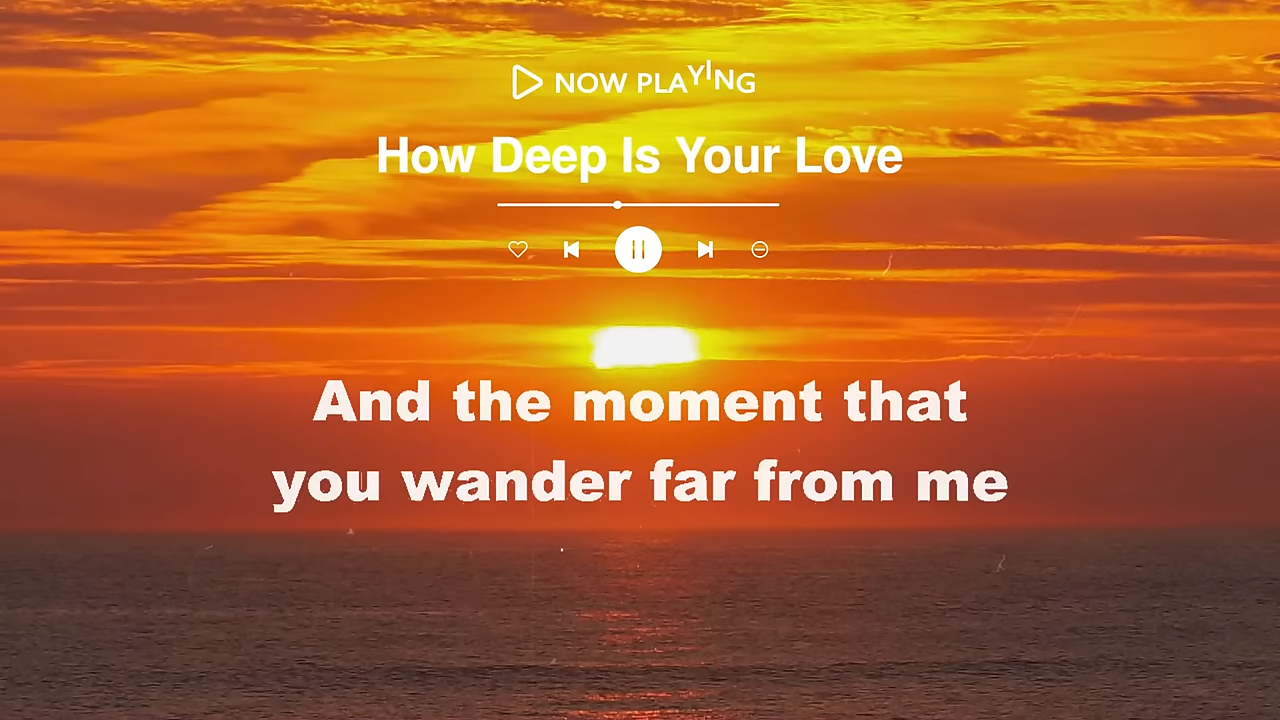 NOW PLAYING
How Deep Is Your Love
And the moment that
you wander far from me